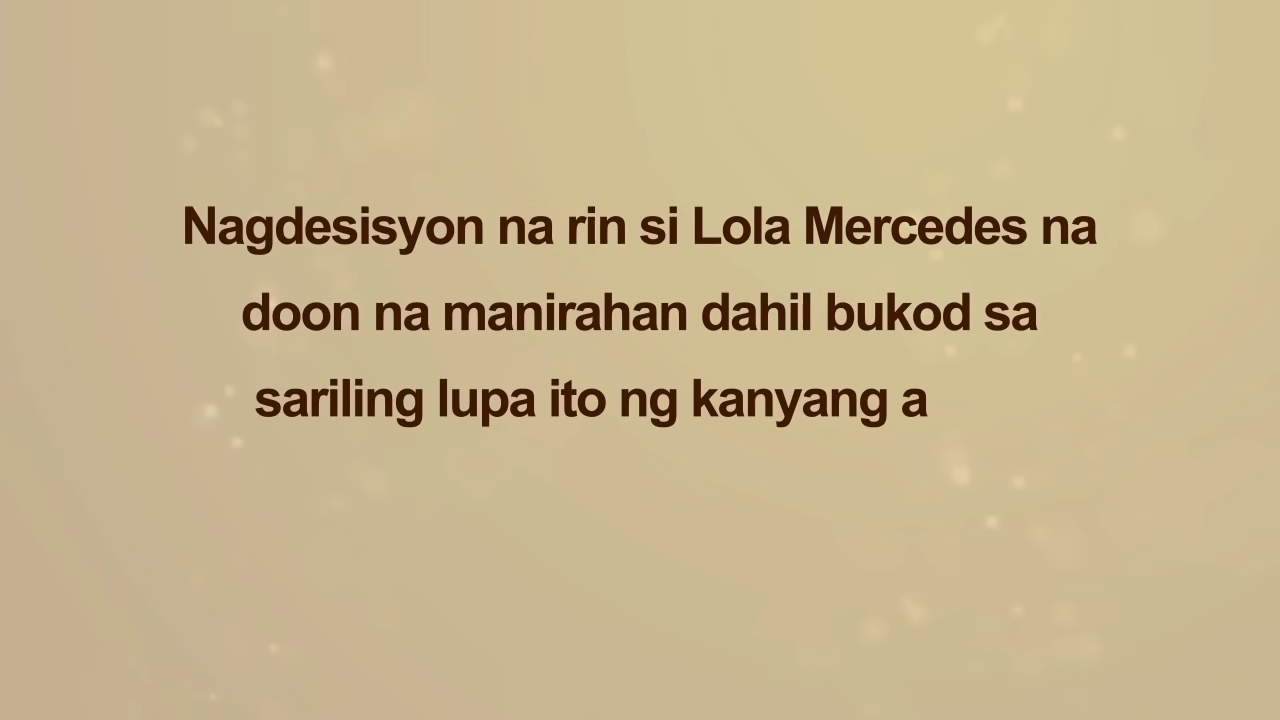 Nagdesisyon na rin si Lola Mercedes na
doon na manirahan dahil bukod sa
sariling lupa ito ng kanyang a